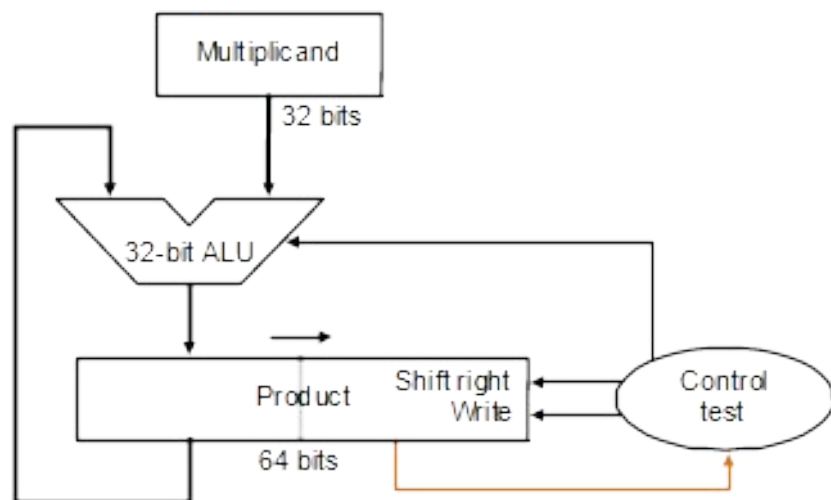 Multiplicand
32 bits
32-bit ALU
Product
Shift right
Write
64 bits
Control
test